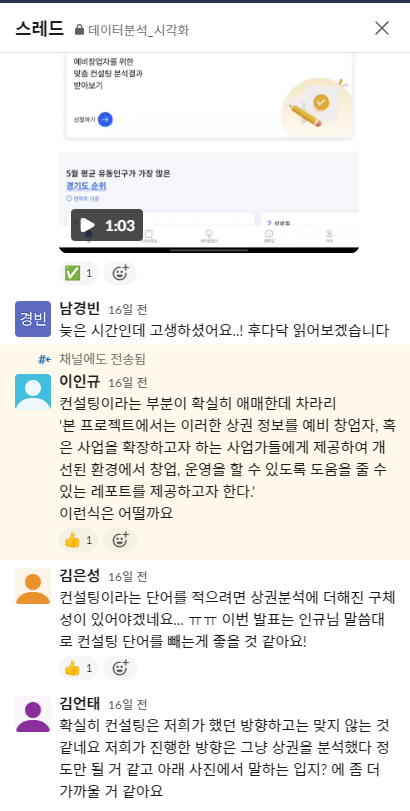 스레드 데이터분석_시각화
예비창업자를 위한
맞춤 컨설팅 분석결과
받아보기
신청하기
5월 평균 유동인구가 가장 많은
경기도 순위
1:03
1
남경빈 16일 전
경빈
늦은 시간인데 고생하셨어요..! 후다닥 읽어보겠습니다
채널에도 전송됨
이인규 16일 전
컨설팅이라는 부분이 확실히 애매한데 차라리
'본 프로젝트에서는 이러한 상권 정보를 예비 창업자, 혹
은 사업을 확장하고자 하는 사업가들에게 제공하여 개
선된 환경에서 창업, 운영을 할 수 있도록 도움을 줄 수
있는 레포트를 제공하고자 한다.'
이런식은 어떨까요
1
김은성 16일 전
컨설팅이라는 단어를 적으려면 상권분석에 더해진 구체
성이 있어야겠네요... ㅠㅠ 이번 발표는 인규님 말씀대
로 컨설팅 단어를 빼는게 좋을 것 같아요!
1
김언태 16일 전
확실히 컨설팅은 저희가 했던 방향하고는 맞지 않는 것
같네요 저희가 진행한 방향은 그냥 상권을 분석했다 정
도만 될 거 같고 아래 사진에서 말하는 입지? 에 좀 더
가까울 거 같아요